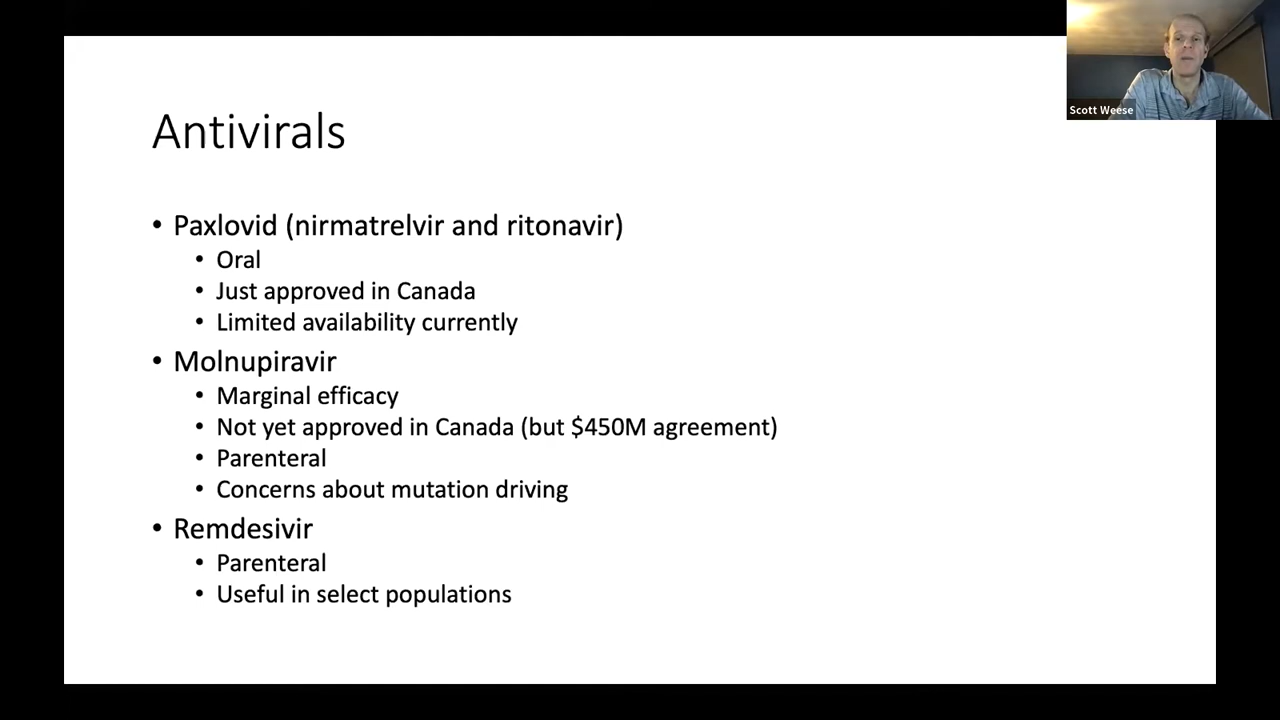 Scott Weese
Antivirals
• Paxlovid (nirmatrelvir and ritonavir)
• Oral
• Just approved in Canada
• Limited availability currently
• Molnupiravir
• Marginal efficacy
• Not yet approved in Canada (but $450M agreement)
• Parenteral
• Concerns about mutation driving
• Remdesivir
• Parenteral
• Useful in select populations